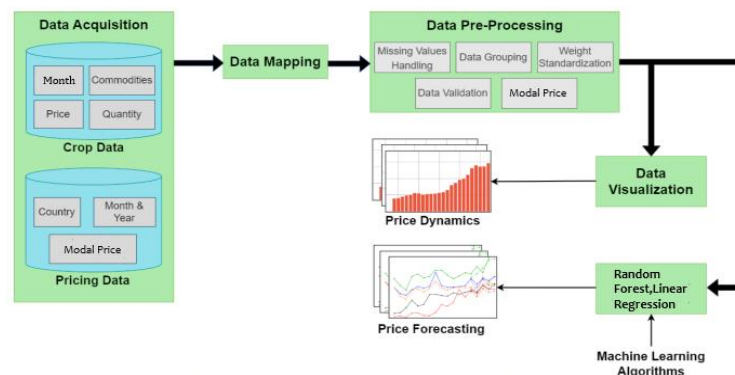 Data Acquisition
Month
Commodities
Price
Quantity
Crop Data
Country
Month &
Year
Modal Price
Pricing Data
Data Mapping
Data Pre-Processing
Missing Values
Handling
Data Grouping
Weight
Standardization
Data Validation
Modal Price
Data
Visualization
Price Dynamics
Random
Forest,Linear
Regression
Price Forecasting
Machine Learning
Algorithms